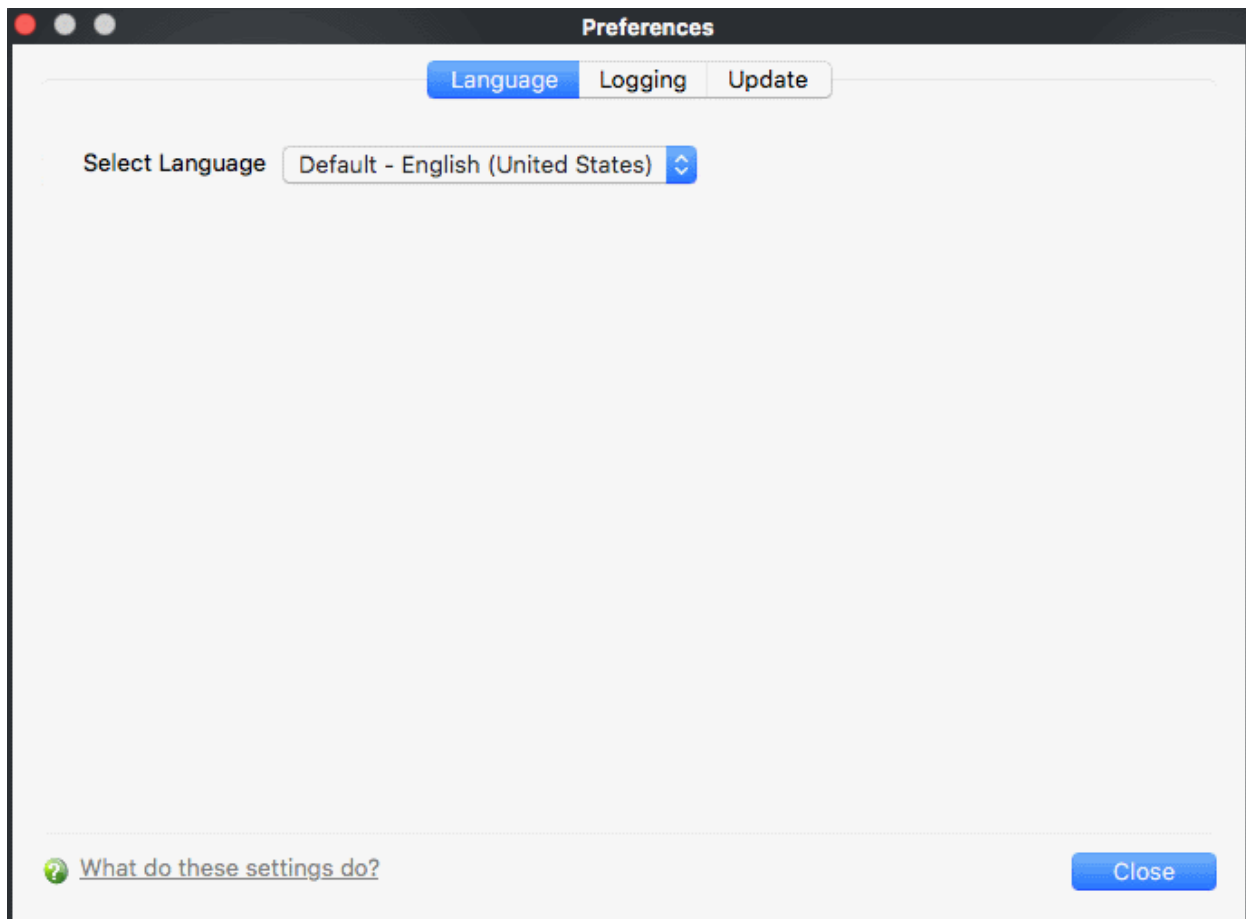 Preferences
Language Logging Update
Select Language Default - English (United States)
What do these settings do? Close